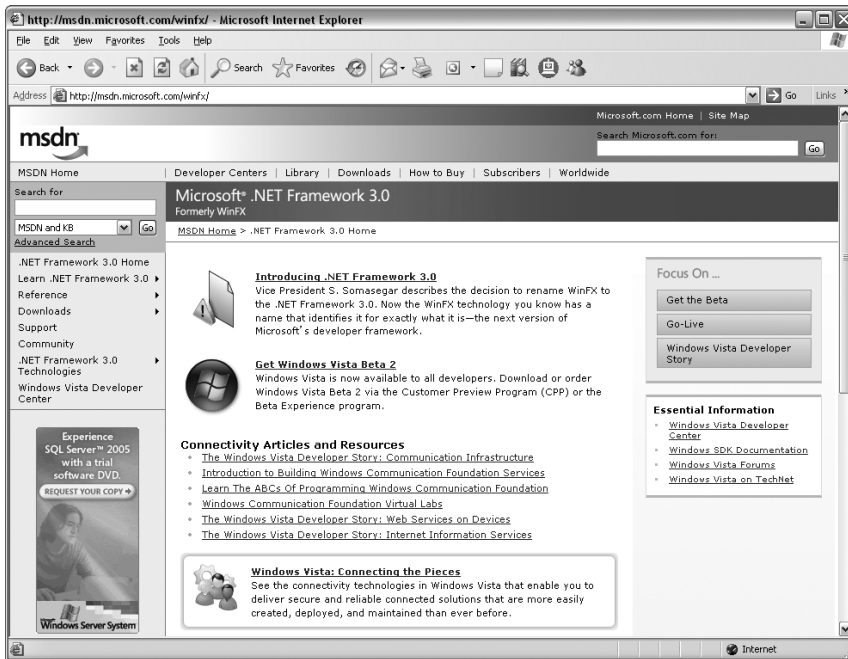 http://msdn.microsoft.com/winfx/ - Microsoft Internet Explorer
File Edit View Favorites Tools Help
Back Search Favorites
Address http://msdn.microsoft.com/winfx/ Go Links »
Microsoft.com Home | Site Map
msdn
Search Microsoft.com for:
Go
MSDN Home | Developer Centers | Library | Downloads | How to Buy | Subscribers | Worldwide
Search for
MSDN and KB Go
Advanced Search
.NET Framework 3.0 Home
Learn .NET Framework 3.0
Reference
Downloads
Support
Community
.NET Framework 3.0
Technologies
Windows Vista Developer
Center
Experience
SQL Server™ 2005
with a trial
software DVD.
REQUEST YOUR COPY
Windows Server System
Microsoft® .NET Framework 3.0
Formerly WinFX
MSDN Home > .NET Framework 3.0 Home
Introducing .NET Framework 3.0
Vice President S. Somasegar describes the decision to rename WinFX to
the .NET Framework 3.0. Now the WinFX technology you know has a
name that identifies it for exactly what it is—the next version of
Microsoft's developer framework.
Get Windows Vista Beta 2
Windows Vista is now available to all developers. Download or order
Windows Vista Beta 2 via the Customer Preview Program (CPP) or the
Beta Experience program.
Connectivity Articles and Resources
The Windows Vista Developer Story: Communication Infrastructure
Introduction to Building Windows Communication Foundation Services
Learn The ABCs Of Programming Windows Communication Foundation
Windows Communication Foundation Virtual Labs
The Windows Vista Developer Story: Web Services on Devices
The Windows Vista Developer Story: Internet Information Services
Windows Vista: Connecting the Pieces
See the connectivity technologies in Windows Vista that enable you to
deliver secure and reliable connected solutions that are more easily
created, deployed, and maintained than ever before.
Focus On ...
Get the Beta
Go-Live
Windows Vista Developer
Story
Essential Information
Windows Vista Developer
Center
Windows SDK Documentation
Windows Vista Forums
Windows Vista on TechNet
Internet